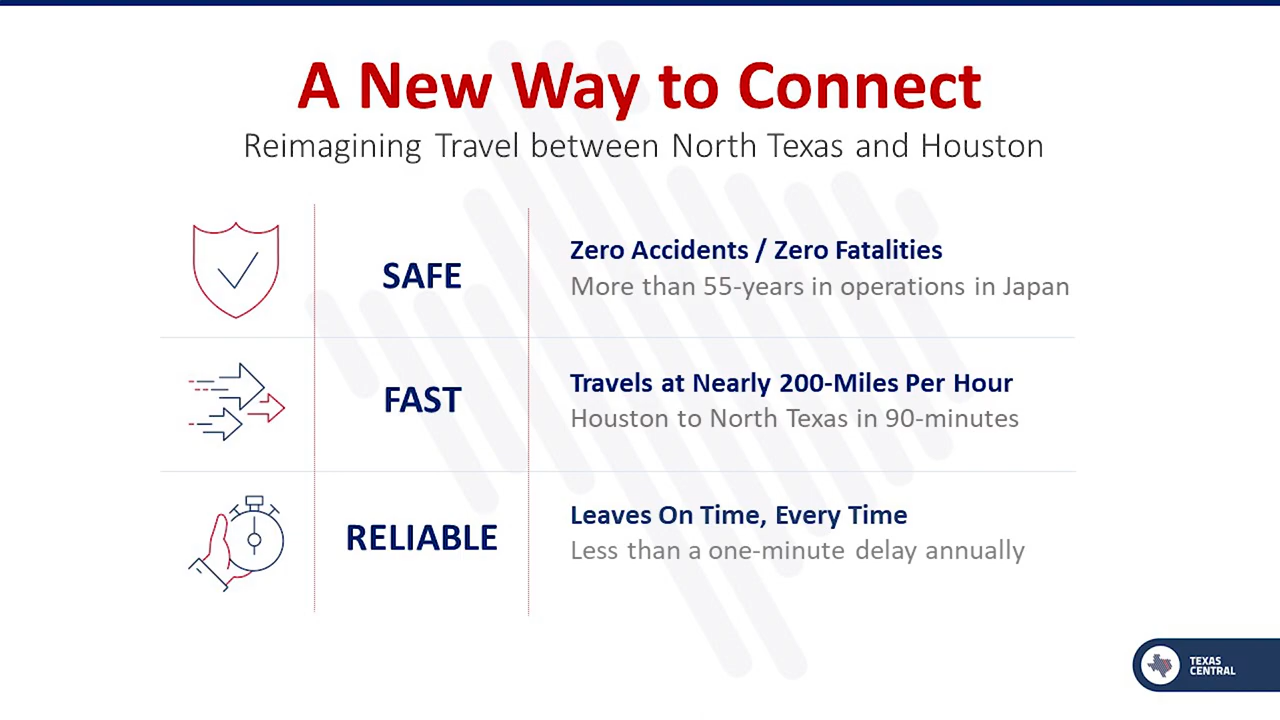 A New Way to Connect
Reimagining Travel between North Texas and Houston
SAFE
Zero Accidents / Zero Fatalities
More than 55-years in operations in Japan
FAST
Travels at Nearly 200-Miles Per Hour
Houston to North Texas in 90-minutes
RELIABLE
Leaves On Time, Every Time
Less than a one-minute delay annually
TEXAS
CENTRAL